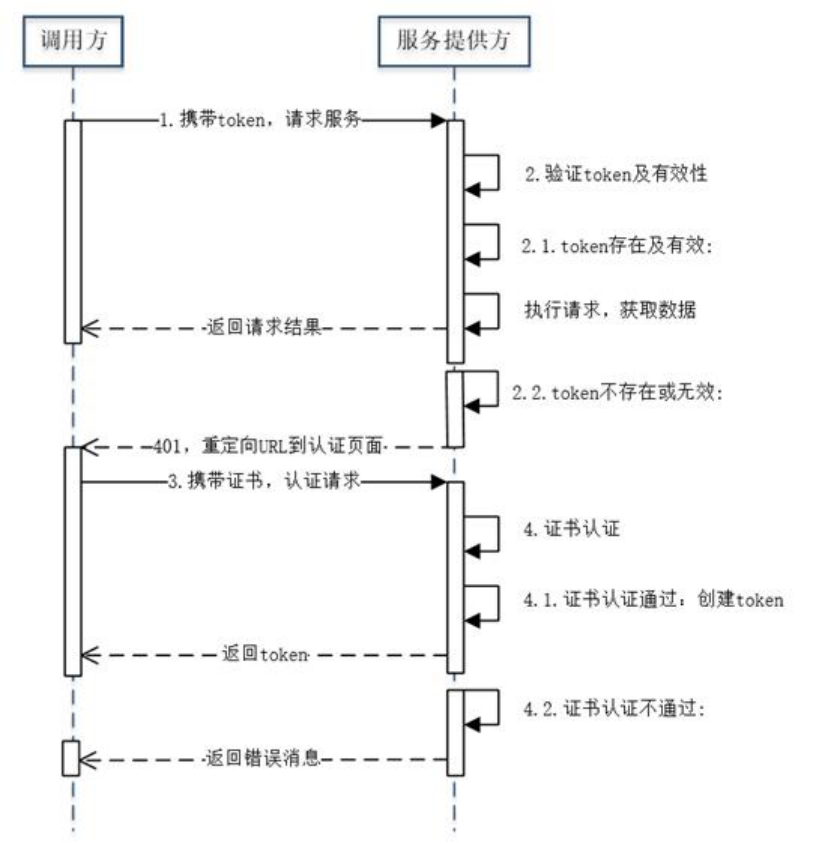 调用方
服务提供方
1.携带token，请求服务
2.验证token及有效性
2.1.token存在及有效:
执行请求，获取数据
返回请求结果
2.2.token不存在或无效:
401，重定向URL到认证页面
3.携带证书，认证请求
4.证书认证
4.1.证书认证通过：创建token
返回token
4.2.证书认证不通过:
返回错误消息